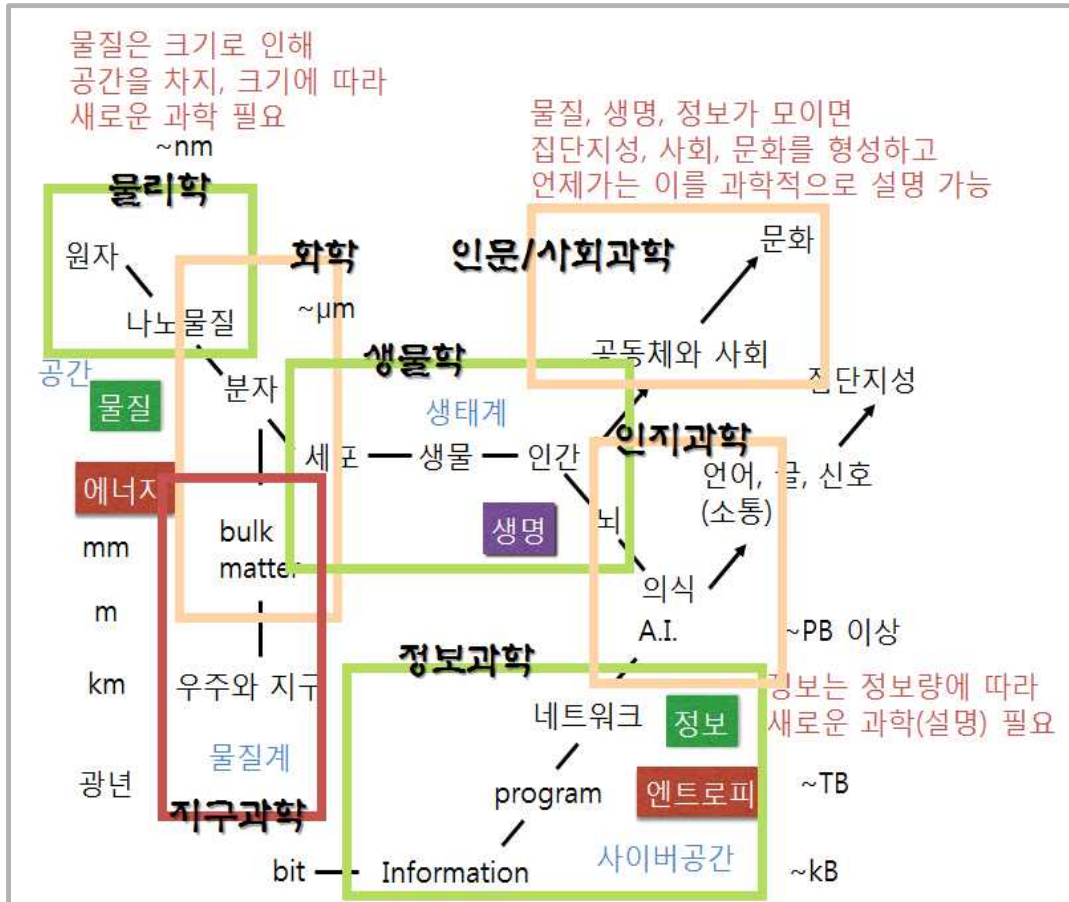 물질은 크기로 인해
공간을 차지, 크기에 따라
새로운 과학 필요
~nm
물리학
원자
나노물질
화학
~μm
공간
물질
분자
에너지
mm
m
km
광년
bulk
matter
우주와 지구
물질계
지구과학
생물학
생태계
세포
생물
인간
뇌
생명
물질, 생명, 정보가 모이면
집단지성, 사회, 문화를 형성하고
언제가는 이를 과학적으로 설명 가능
인문/사회과학
문화
공동체와 사회
집단지성
인지과학
언어, 글, 신호
(소통)
의식
A.I.
~PB 이상
정보는 정보량에 따라
새로운 과학(설명) 필요
정보과학
네트워크
정보
program
엔트로피
~TB
사이버공간
bit
Information
~kB